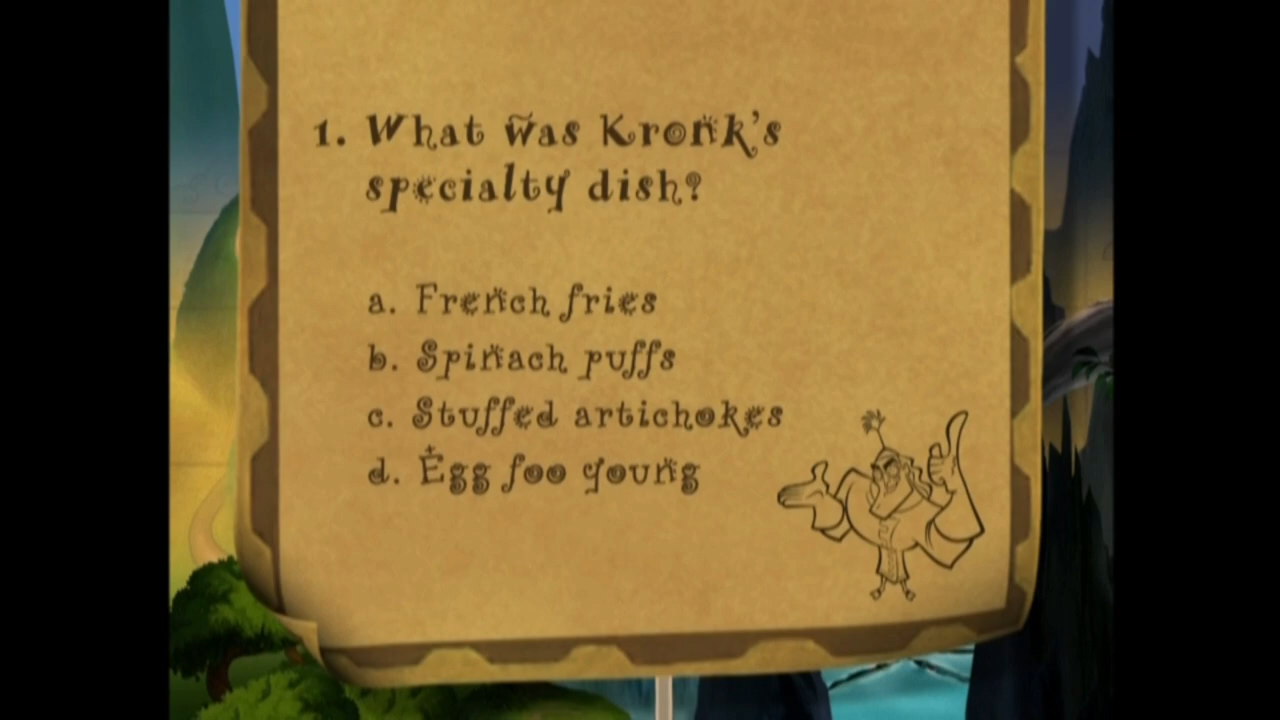 1. What was Kronk's
specialty dish?
a. French fries
b. Spinach puffs
c. Stuffed artichokes
d. Egg foo young